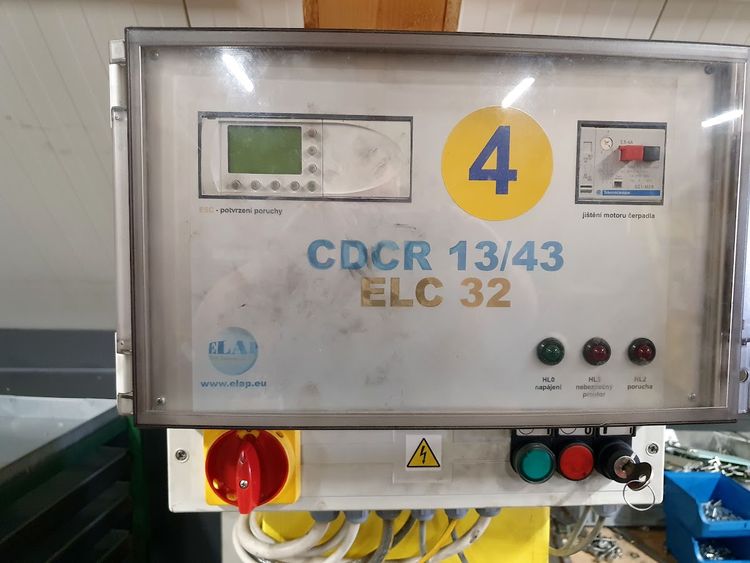 4
ESC - potvrzení poruchy
jištění motoru čerpadla
CDCR 13/43
ELC 32
ELAP
www.elap.eu
HL0
napájení
HL1
nebezpečný
prostor
HL2
porucha